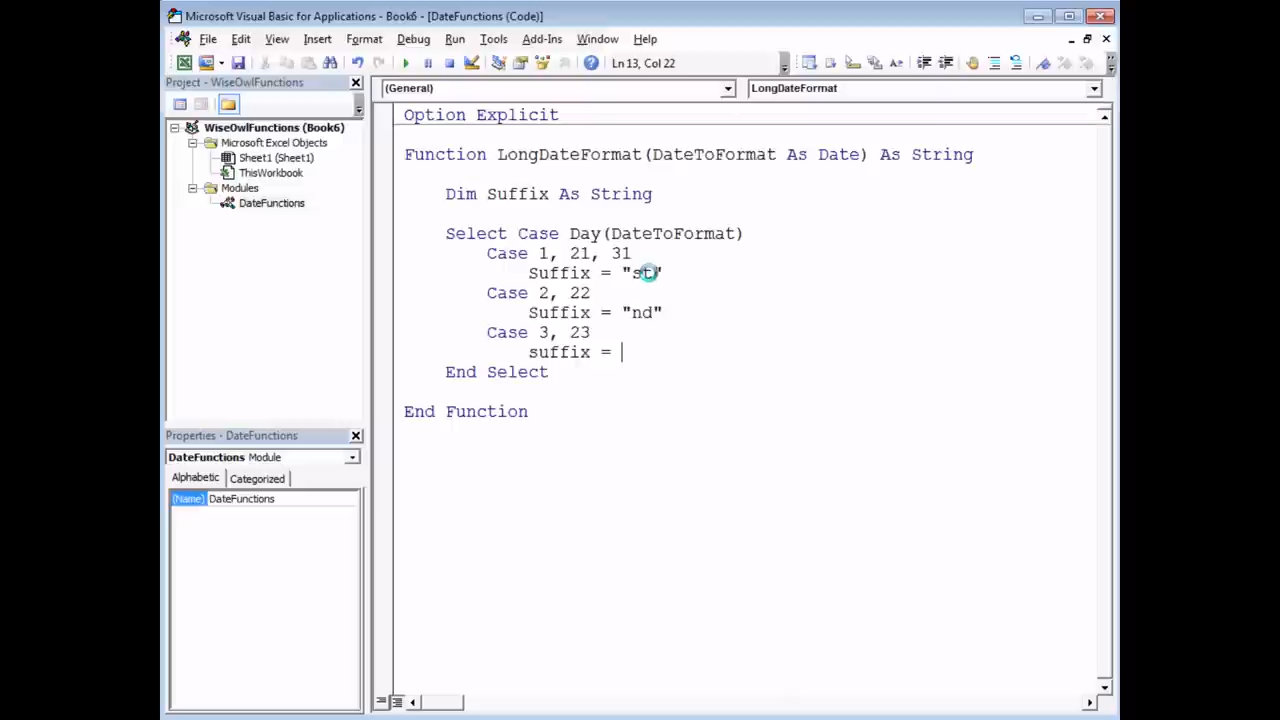 Microsoft Visual Basic for Applications - Book6 - [DateFunctions (Code)]
File Edit View Insert Format Debug Run Tools Add-Ins Window Help
Ln 13, Col 22
Project - WiseOwlFunctions
(General)
LongDateFormat
WiseOwlFunctions (Book6)
Microsoft Excel Objects
Sheet1 (Sheet1)
ThisWorkbook
Modules
DateFunctions
Option Explicit
Function LongDateFormat(DateToFormat As Date) As String
Dim Suffix As String
Select Case Day(DateToFormat)
Case 1, 21, 31
Suffix = "st"
Case 2, 22
Suffix = "nd"
Case 3, 23
suffix =
End Select
End Function
Properties - DateFunctions
DateFunctions Module
Alphabetic Categorized
(Name) DateFunctions